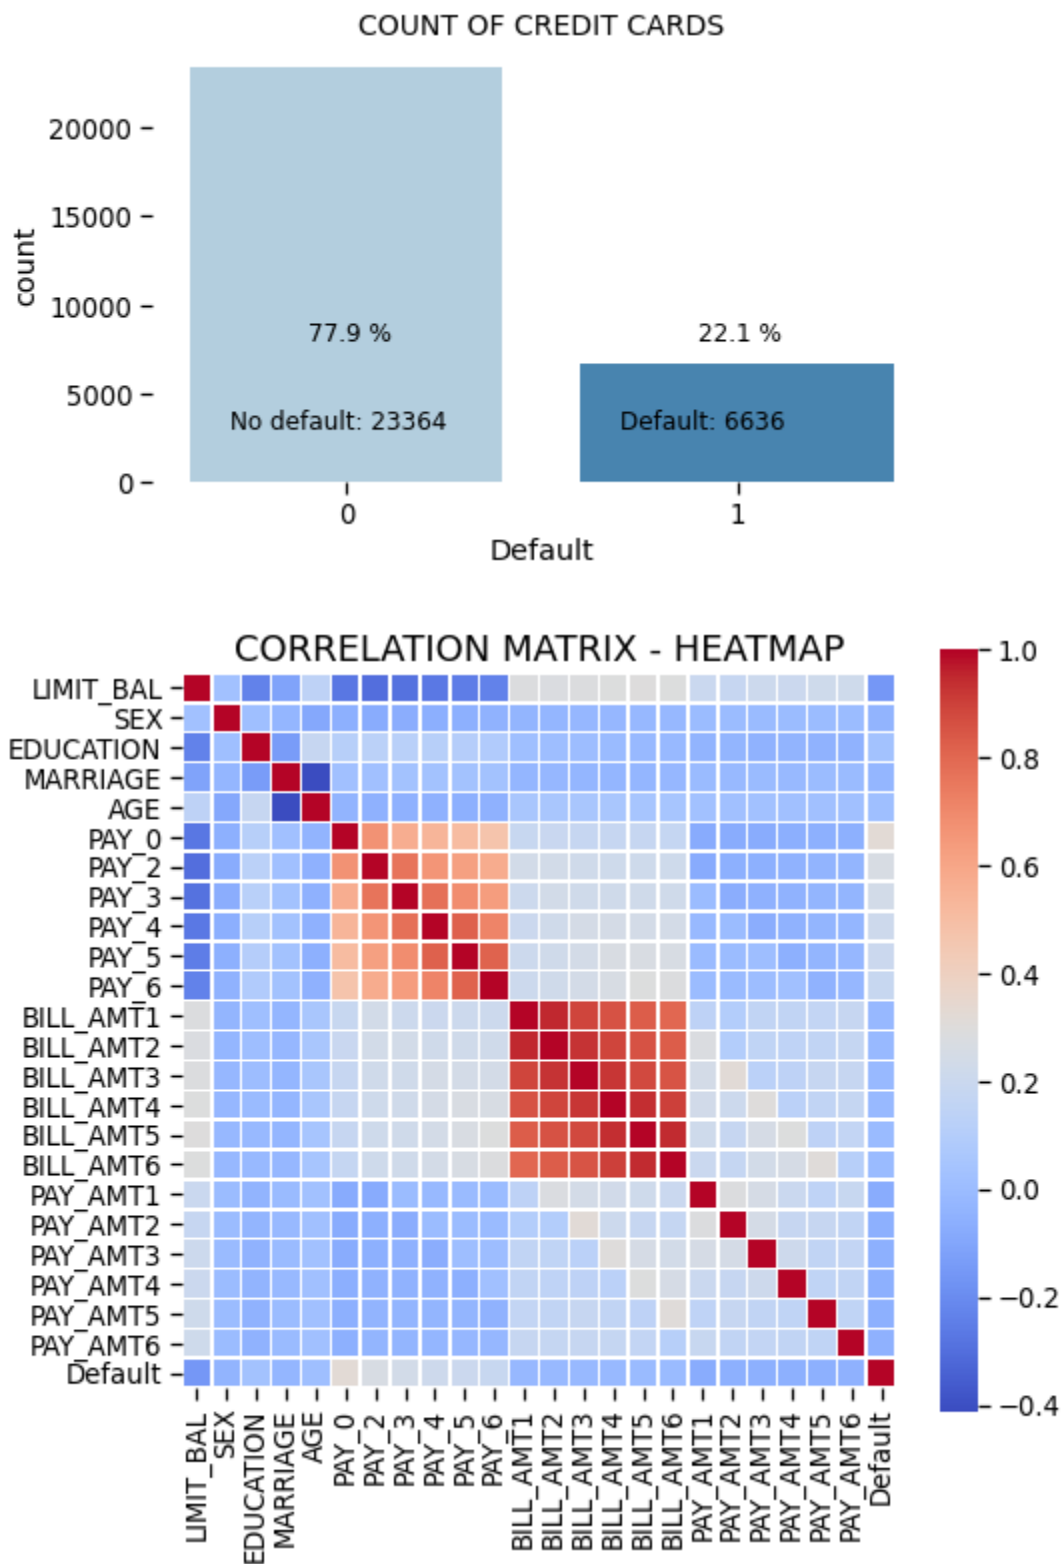 COUNT OF CREDIT CARDS
20000
15000
10000
5000
0
count
77.9 %
22.1 %
No default: 23364
Default: 6636
0
1
Default
CORRELATION MATRIX - HEATMAP
LIMIT_BAL
SEX
EDUCATION
MARRIAGE
AGE
PAY_0
PAY_2
PAY_3
PAY_4
PAY_5
PAY_6
BILL_AMT1
BILL_AMT2
BILL_AMT3
BILL_AMT4
BILL_AMT5
BILL_AMT6
PAY_AMT1
PAY_AMT2
PAY_AMT3
PAY_AMT4
PAY_AMT5
PAY_AMT6
Default
LIMIT_BAL
SEX
EDUCATION
MARRIAGE
AGE
PAY_0
PAY_2
PAY_3
PAY_4
PAY_5
PAY_6
BILL_AMT1
BILL_AMT2
BILL_AMT3
BILL_AMT4
BILL_AMT5
BILL_AMT6
PAY_AMT1
PAY_AMT2
PAY_AMT3
PAY_AMT4
PAY_AMT5
PAY_AMT6
Default
1.0
0.8
0.6
0.4
0.2
0.0
−0.2
−0.4